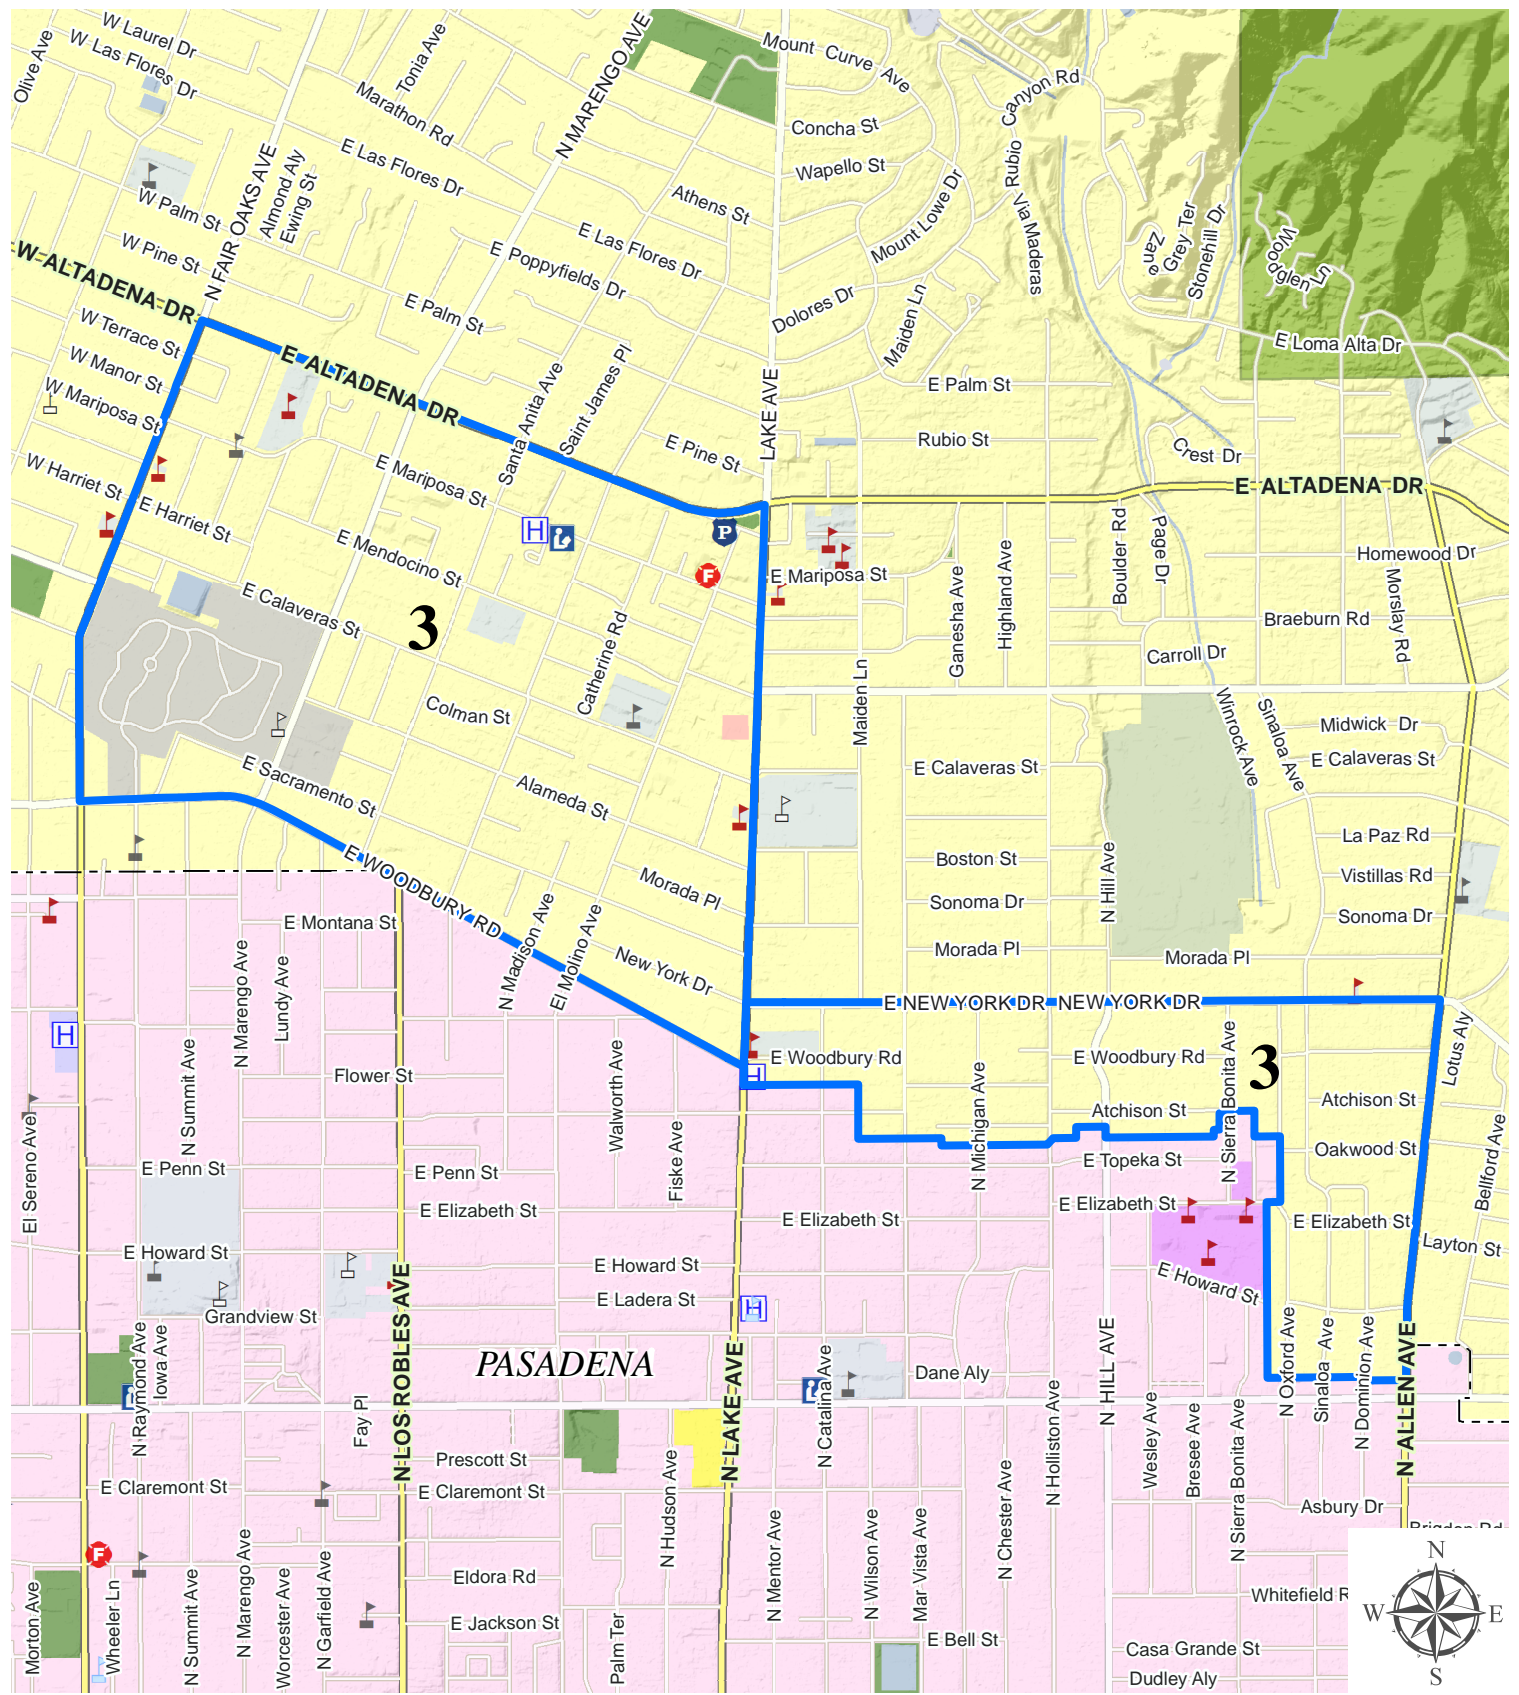 W Laurel Dr
W Las Flores Dr
Olive Ave
Tonia Ave
Marathon Rd
N MARENGO AVE
Mount Curve Ave
Rubio Canyon Rd
Concha St
Wapello St
E Las Flores Dr
Athens St
Mount Lowe Dr
Via Maderas
Almond Aly
Ewing St
N FAIR OAKS AVE
W Palm St
W Pine St
W ALTADENA DR
E Las Flores Dr
E Poppyfields Dr
Zane Grey Ter
Stonehill Dr
Woodglen Ln
E Palm St
Dolores Dr
Maiden Ln
W Terrace St
W Manor St
W Mariposa St
E ALTADENA DR
Santa Anita Ave
Saint James Pl
LAKE AVE
E Palm St
E Loma Alta Dr
E Pine St
Rubio St
Crest Dr
W Harriet St
E Harriet St
E Mariposa St
E ALTADENA DR
H
P
F
E Mendocino St
E Mariposa St
Ganesha Ave
Highland Ave
Boulder Rd
Page Dr
Homewood Dr
Morslay Rd
E Calaveras St
3
Catherine Rd
Braeburn Rd
Carroll Dr
Colman St
Maiden Ln
Winrock Ave
Sinaloa Ave
Midwick Dr
E Calaveras St
E Calaveras St
E Sacramento St
Alameda St
La Paz Rd
E WOODBURY RD
Boston St
N Hill Ave
Vistillas Rd
Morada Pl
Sonoma Dr
Sonoma Dr
E Montana St
N Madison Ave
El Molino Ave
Morada Pl
Morada Pl
New York Dr
N Marengo Ave
Lundy Ave
E NEW YORK DR
NEW YORK DR
H
N Summit Ave
Flower St
Walworth Ave
Fiske Ave
E Woodbury Rd
H
E Woodbury Rd
N Sierra Bonita Ave
3
Lotus Aly
N Michigan Ave
Atchison St
Atchison St
Oakwood St
Bellford Ave
El Sereno Ave
E Penn St
E Penn St
E Topeka St
E Elizabeth St
E Elizabeth St
E Elizabeth St
E Elizabeth St
Layton St
E Howard St
E Howard St
E Howard St
E Ladera St
H
Grandview St
N Raymond Ave
Iowa Ave
N LOS ROBLES AVE
PASADENA
N LAKE AVE
N Catalina Ave
Dane Aly
N HILL AVE
N Oxford Ave
Sinaloa Ave
N Dominion Ave
N ALLEN AVE
Fay Pl
Prescott St
N Holliston Ave
Wesley Ave
Bresee Ave
N Sierra Bonita Ave
E Claremont St
E Claremont St
N Hudson Ave
N Chester Ave
Asbury Dr
F
N Mentor Ave
N Wilson Ave
Mar Vista Ave
Morton Ave
Wheeler Ln
N Summit Ave
N Marengo Ave
Worcester Ave
N Garfield Ave
Eldora Rd
Whitefield R
E Jackson St
Palm Ter
E Bell St
Casa Grande St
Dudley Aly
N
W
E
S